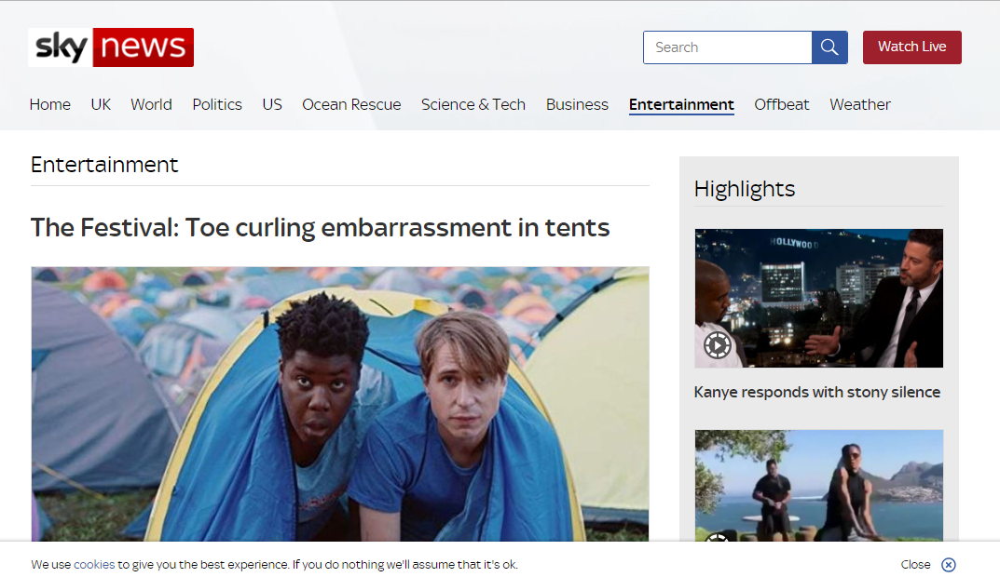 sky news
Search
Watch Live
Home UK World Politics US Ocean Rescue Science & Tech Business Entertainment Offbeat Weather
Entertainment
The Festival: Toe curling embarrassment in tents
Highlights
HOLLYWOOD
Kanye responds with stony silence
We use cookies to give you the best experience. If you do nothing we'll assume that it's ok.
Close